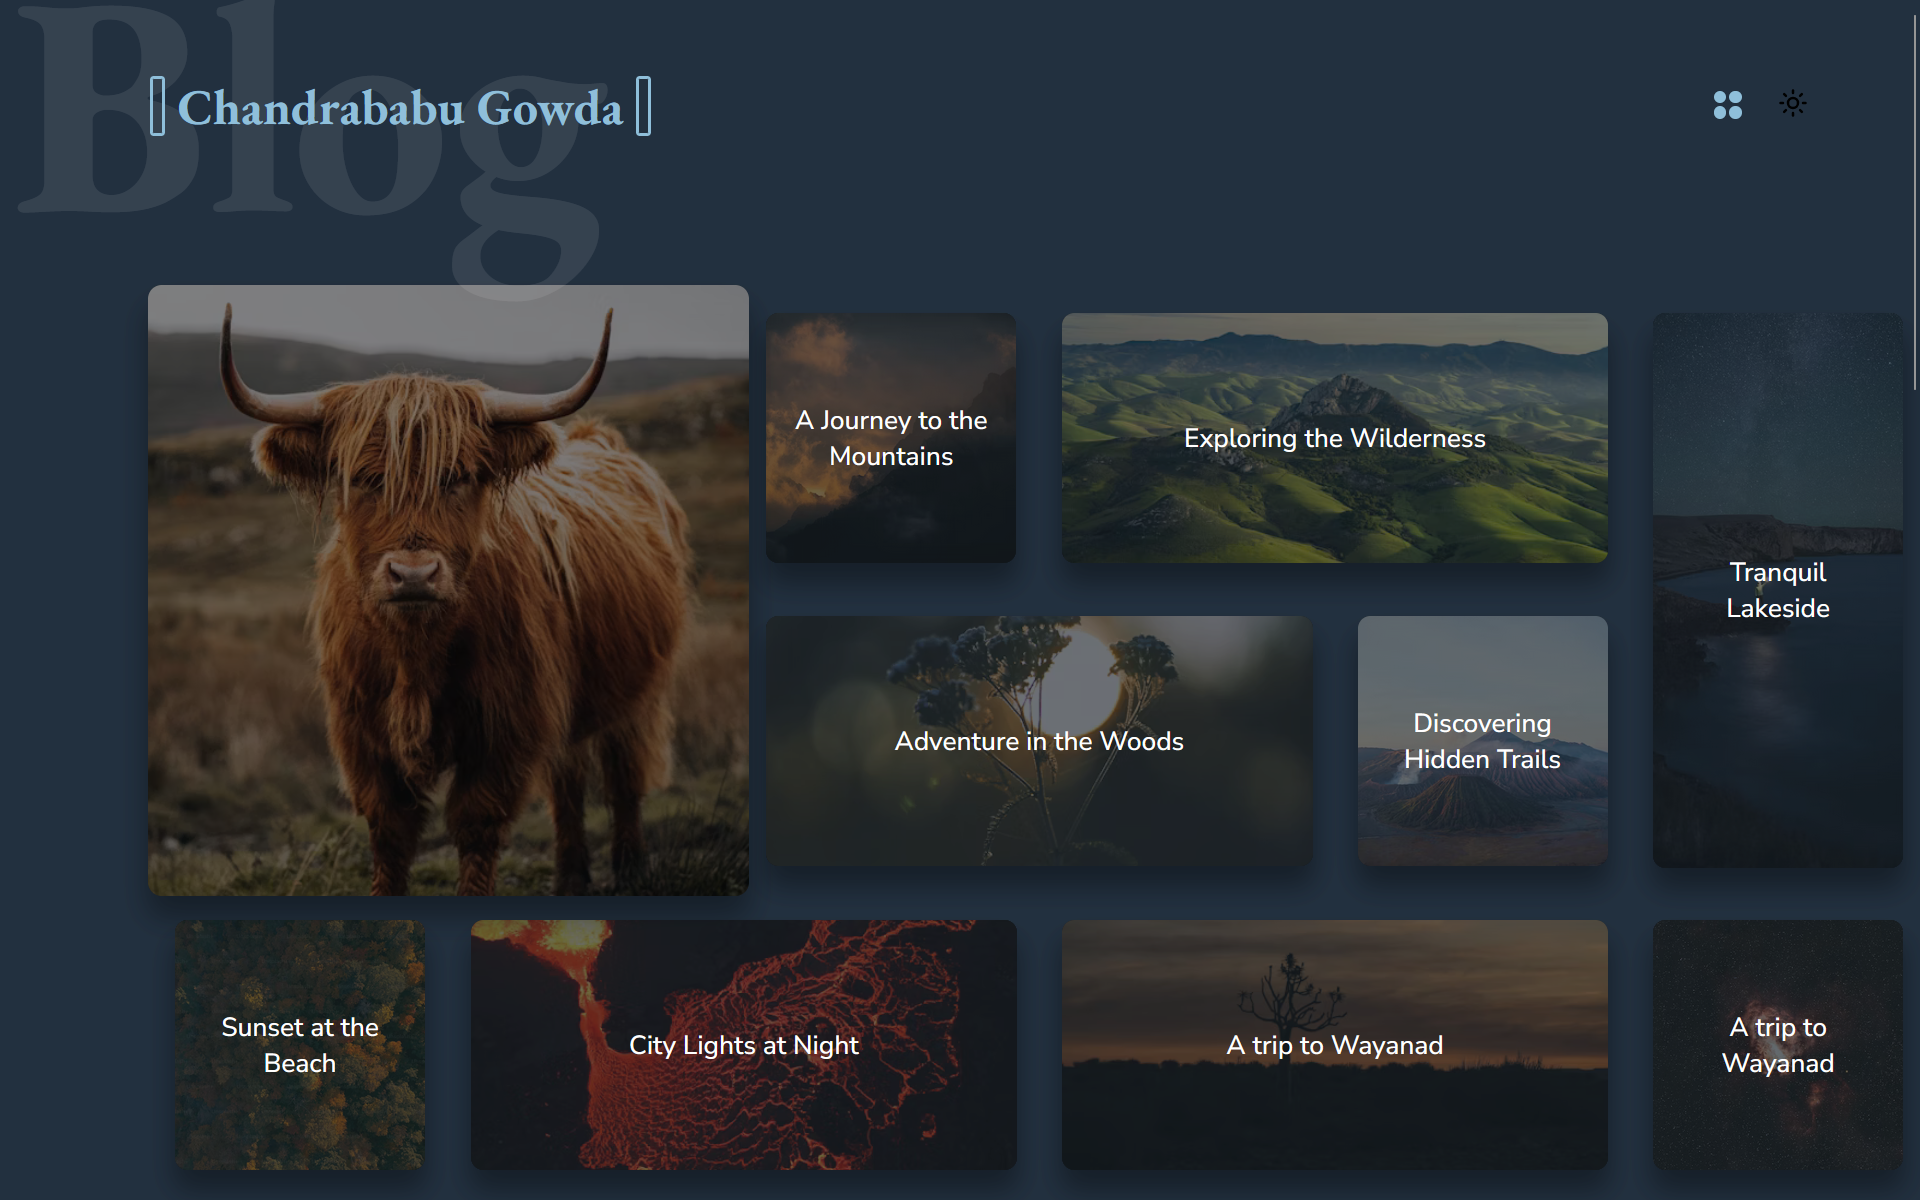 Blog
Chandrababu Gowda
A Journey to the
Mountains
Exploring the Wilderness
Tranquil
Lakeside
Adventure in the Woods
Discovering
Hidden Trails
Sunset at the
Beach
City Lights at Night
A trip to Wayanad
A trip to
Wayanad